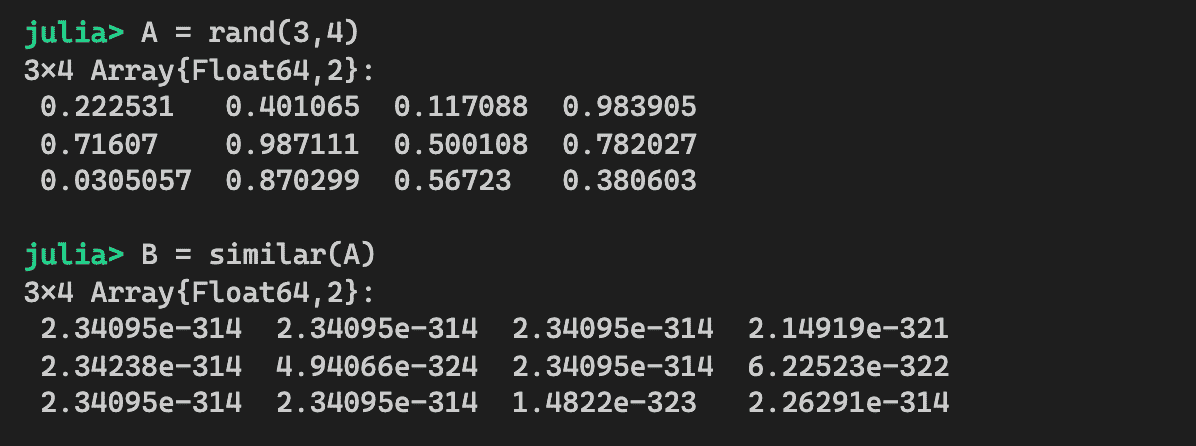 julia> A = rand(3,4)
3×4 Array{Float64,2}:
 0.222531   0.401065  0.117088  0.983905
 0.71607    0.987111  0.500108  0.782027
 0.0305057  0.870299  0.56723   0.380603

julia> B = similar(A)
3×4 Array{Float64,2}:
 2.34095e-314  2.34095e-314  2.34095e-314  2.14919e-321
 2.34238e-314  4.94066e-324  2.34095e-314  6.22523e-322
 2.34095e-314  2.34095e-314  1.4822e-323   2.26291e-314